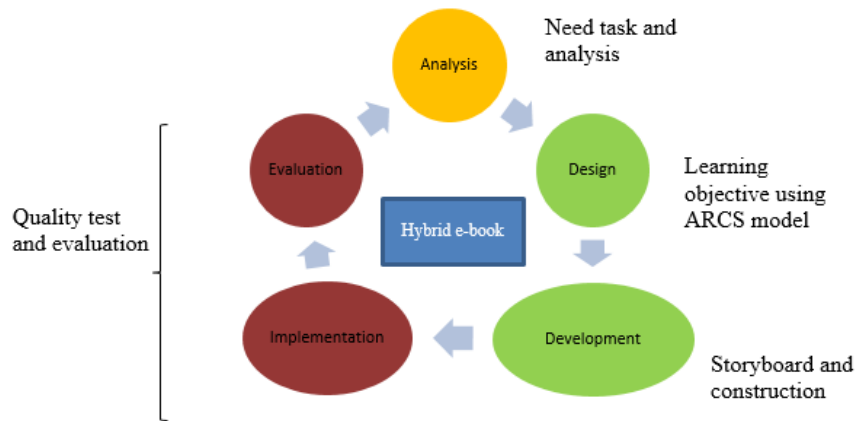 Need task and
analysis
Analysis
Evaluation
Design
Learning
objective using
ARCS model
Quality test
and evaluation
Hybrid e-book
Implementation
Development
Storyboard and
construction